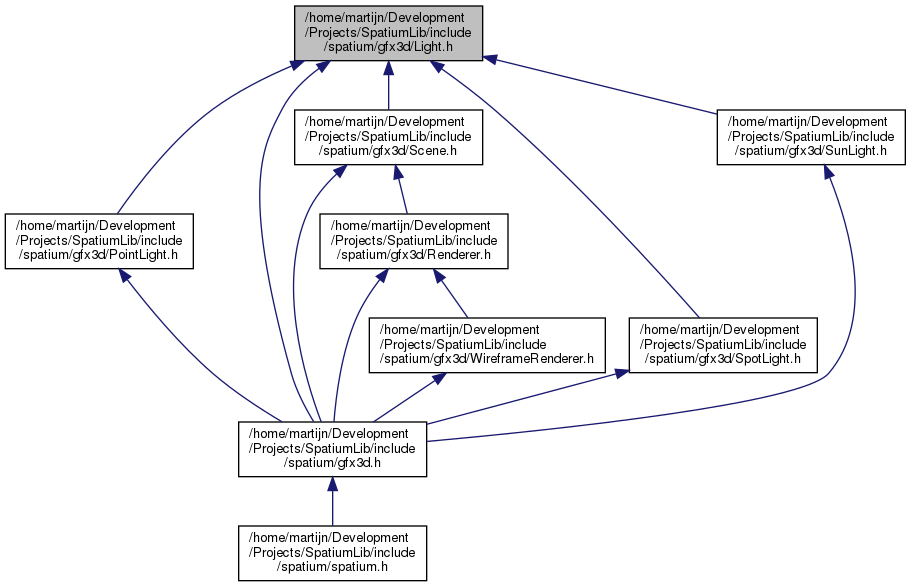 /home/martijn/Development
/Projects/SpatiumLib/include
/spatium/gfx3d/Light.h
/home/martijn/Development
/Projects/SpatiumLib/include
/spatium/gfx3d/Scene.h
/home/martijn/Development
/Projects/SpatiumLib/include
/spatium/gfx3d/SunLight.h
/home/martijn/Development
/Projects/SpatiumLib/include
/spatium/gfx3d/PointLight.h
/home/martijn/Development
/Projects/SpatiumLib/include
/spatium/gfx3d/Renderer.h
/home/martijn/Development
/Projects/SpatiumLib/include
/spatium/gfx3d/WireframeRenderer.h
/home/martijn/Development
/Projects/SpatiumLib/include
/spatium/gfx3d/SpotLight.h
/home/martijn/Development
/Projects/SpatiumLib/include
/spatium/gfx3d.h
/home/martijn/Development
/Projects/SpatiumLib/include
/spatium/spatium.h